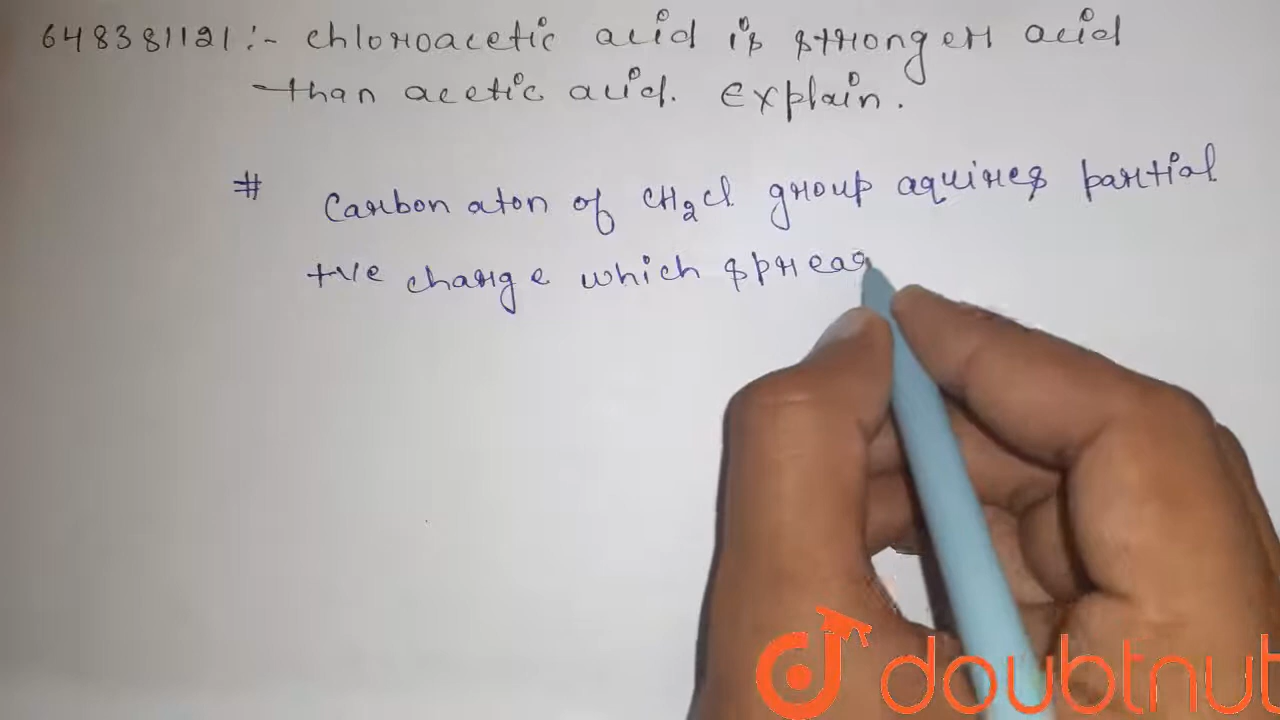 648381121 :- chloroacetic acid is stronger acid
than acetic acid. Explain.
# Carbon aton of CH₂Cl group aquires partial
+ve charge which sprea
doubtnut